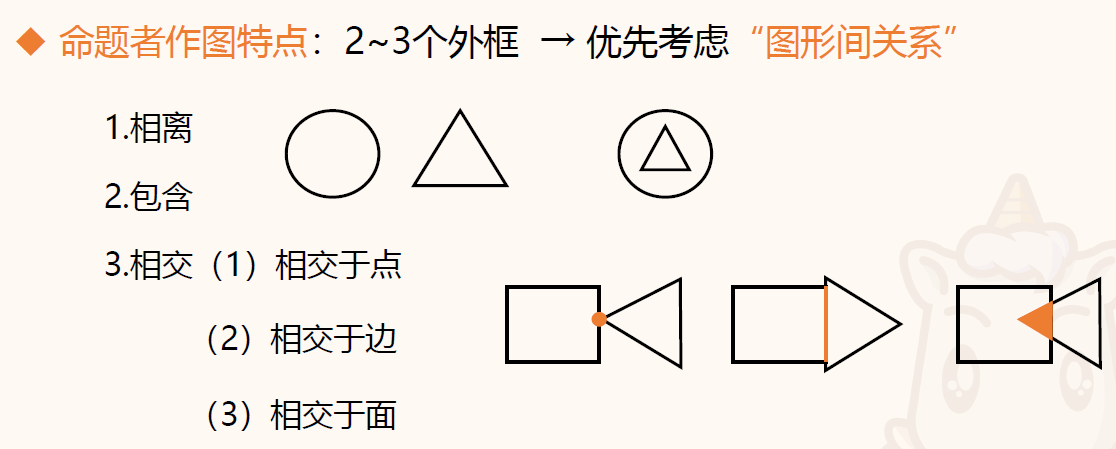 命题者作图特点：2~3个外框 → 优先考虑“图形间关系”
1.相离
2.包含
3.相交（1）相交于点
（2）相交于边
（3）相交于面